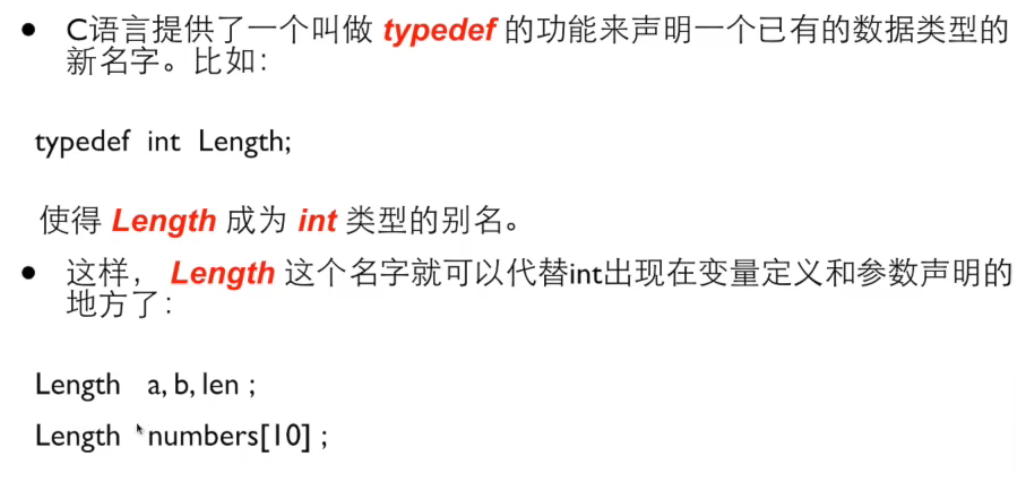 ● C语言提供了一个叫做 typedef 的功能来声明一个已有的数据类型的
新名字。比如：
typedef int Length;
使得 Length 成为 int 类型的别名。
● 这样， Length 这个名字就可以代替int出现在变量定义和参数声明的
地方了：
Length a, b, len ;
Length numbers[10] ;